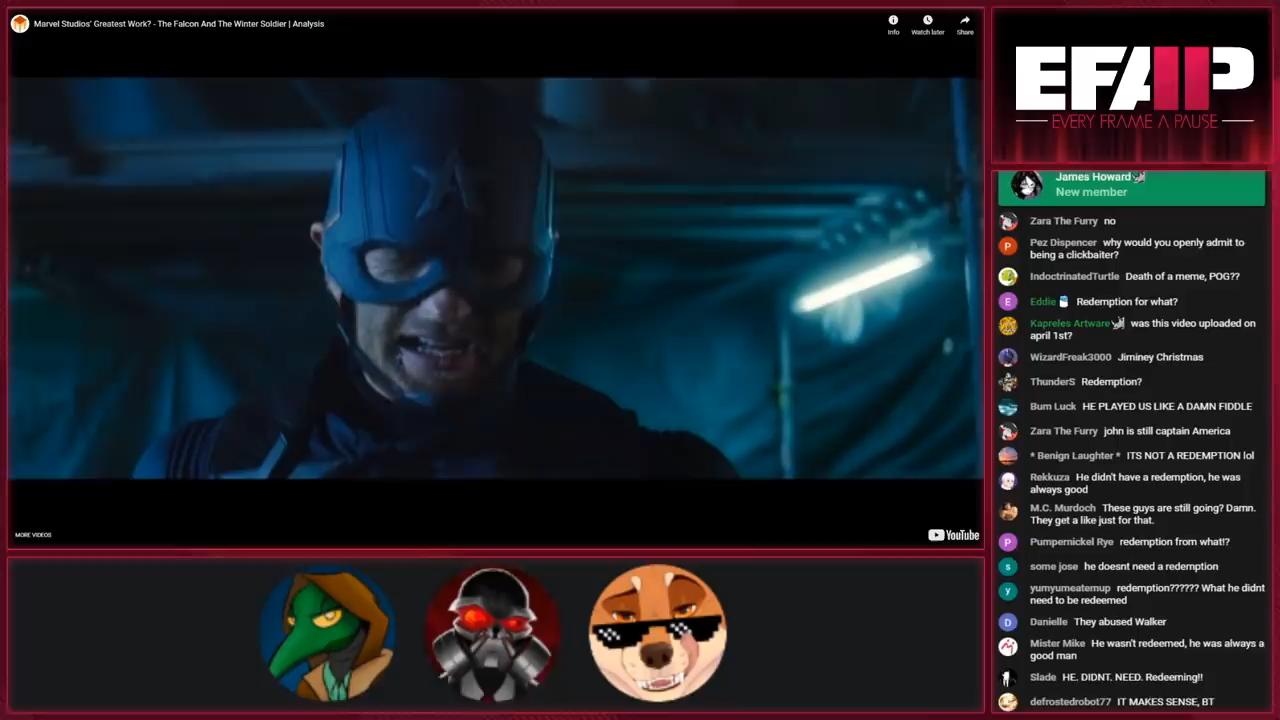 Marvel Studios' Greatest Work? - The Falcon And The Winter Soldier | Analysis
Info
Watch later
Share
MORE VIDEOS
YouTube
EFAP
EVERY FRAME A PAUSE
James Howard
New member
Zara The Furry no
Pez Dispencer why would you openly admit to
being a clickbaiter?
IndoctrinatedTurtle Death of a meme, POG??
Eddie Redemption for what?
Kapreles Artware was this video uploaded on
april 1st?
WizardFreak3000 Jiminey Christmas
ThunderS Redemption?
Bum Luck HE PLAYED US LIKE A DAMN FIDDLE
Zara The Furry john is still captain America
* Benign Laughter * ITS NOT A REDEMPTION lol
Rekkuza He didn't have a redemption, he was
always good
M.C. Murdoch These guys are still going? Damn.
They get a like just for that.
P
Pumpernickel Rye redemption from what!?
s
some jose he doesnt need a redemption
y
yumyumeatemup redemption?????? What he didnt
need to be redeemed
D
Danielle They abused Walker
Mister Mike He wasn't redeemed, he was always a
good man
Slade HE. DIDNT. NEED. Redeeming!!
defrostedrobot77 IT MAKES SENSE, BT